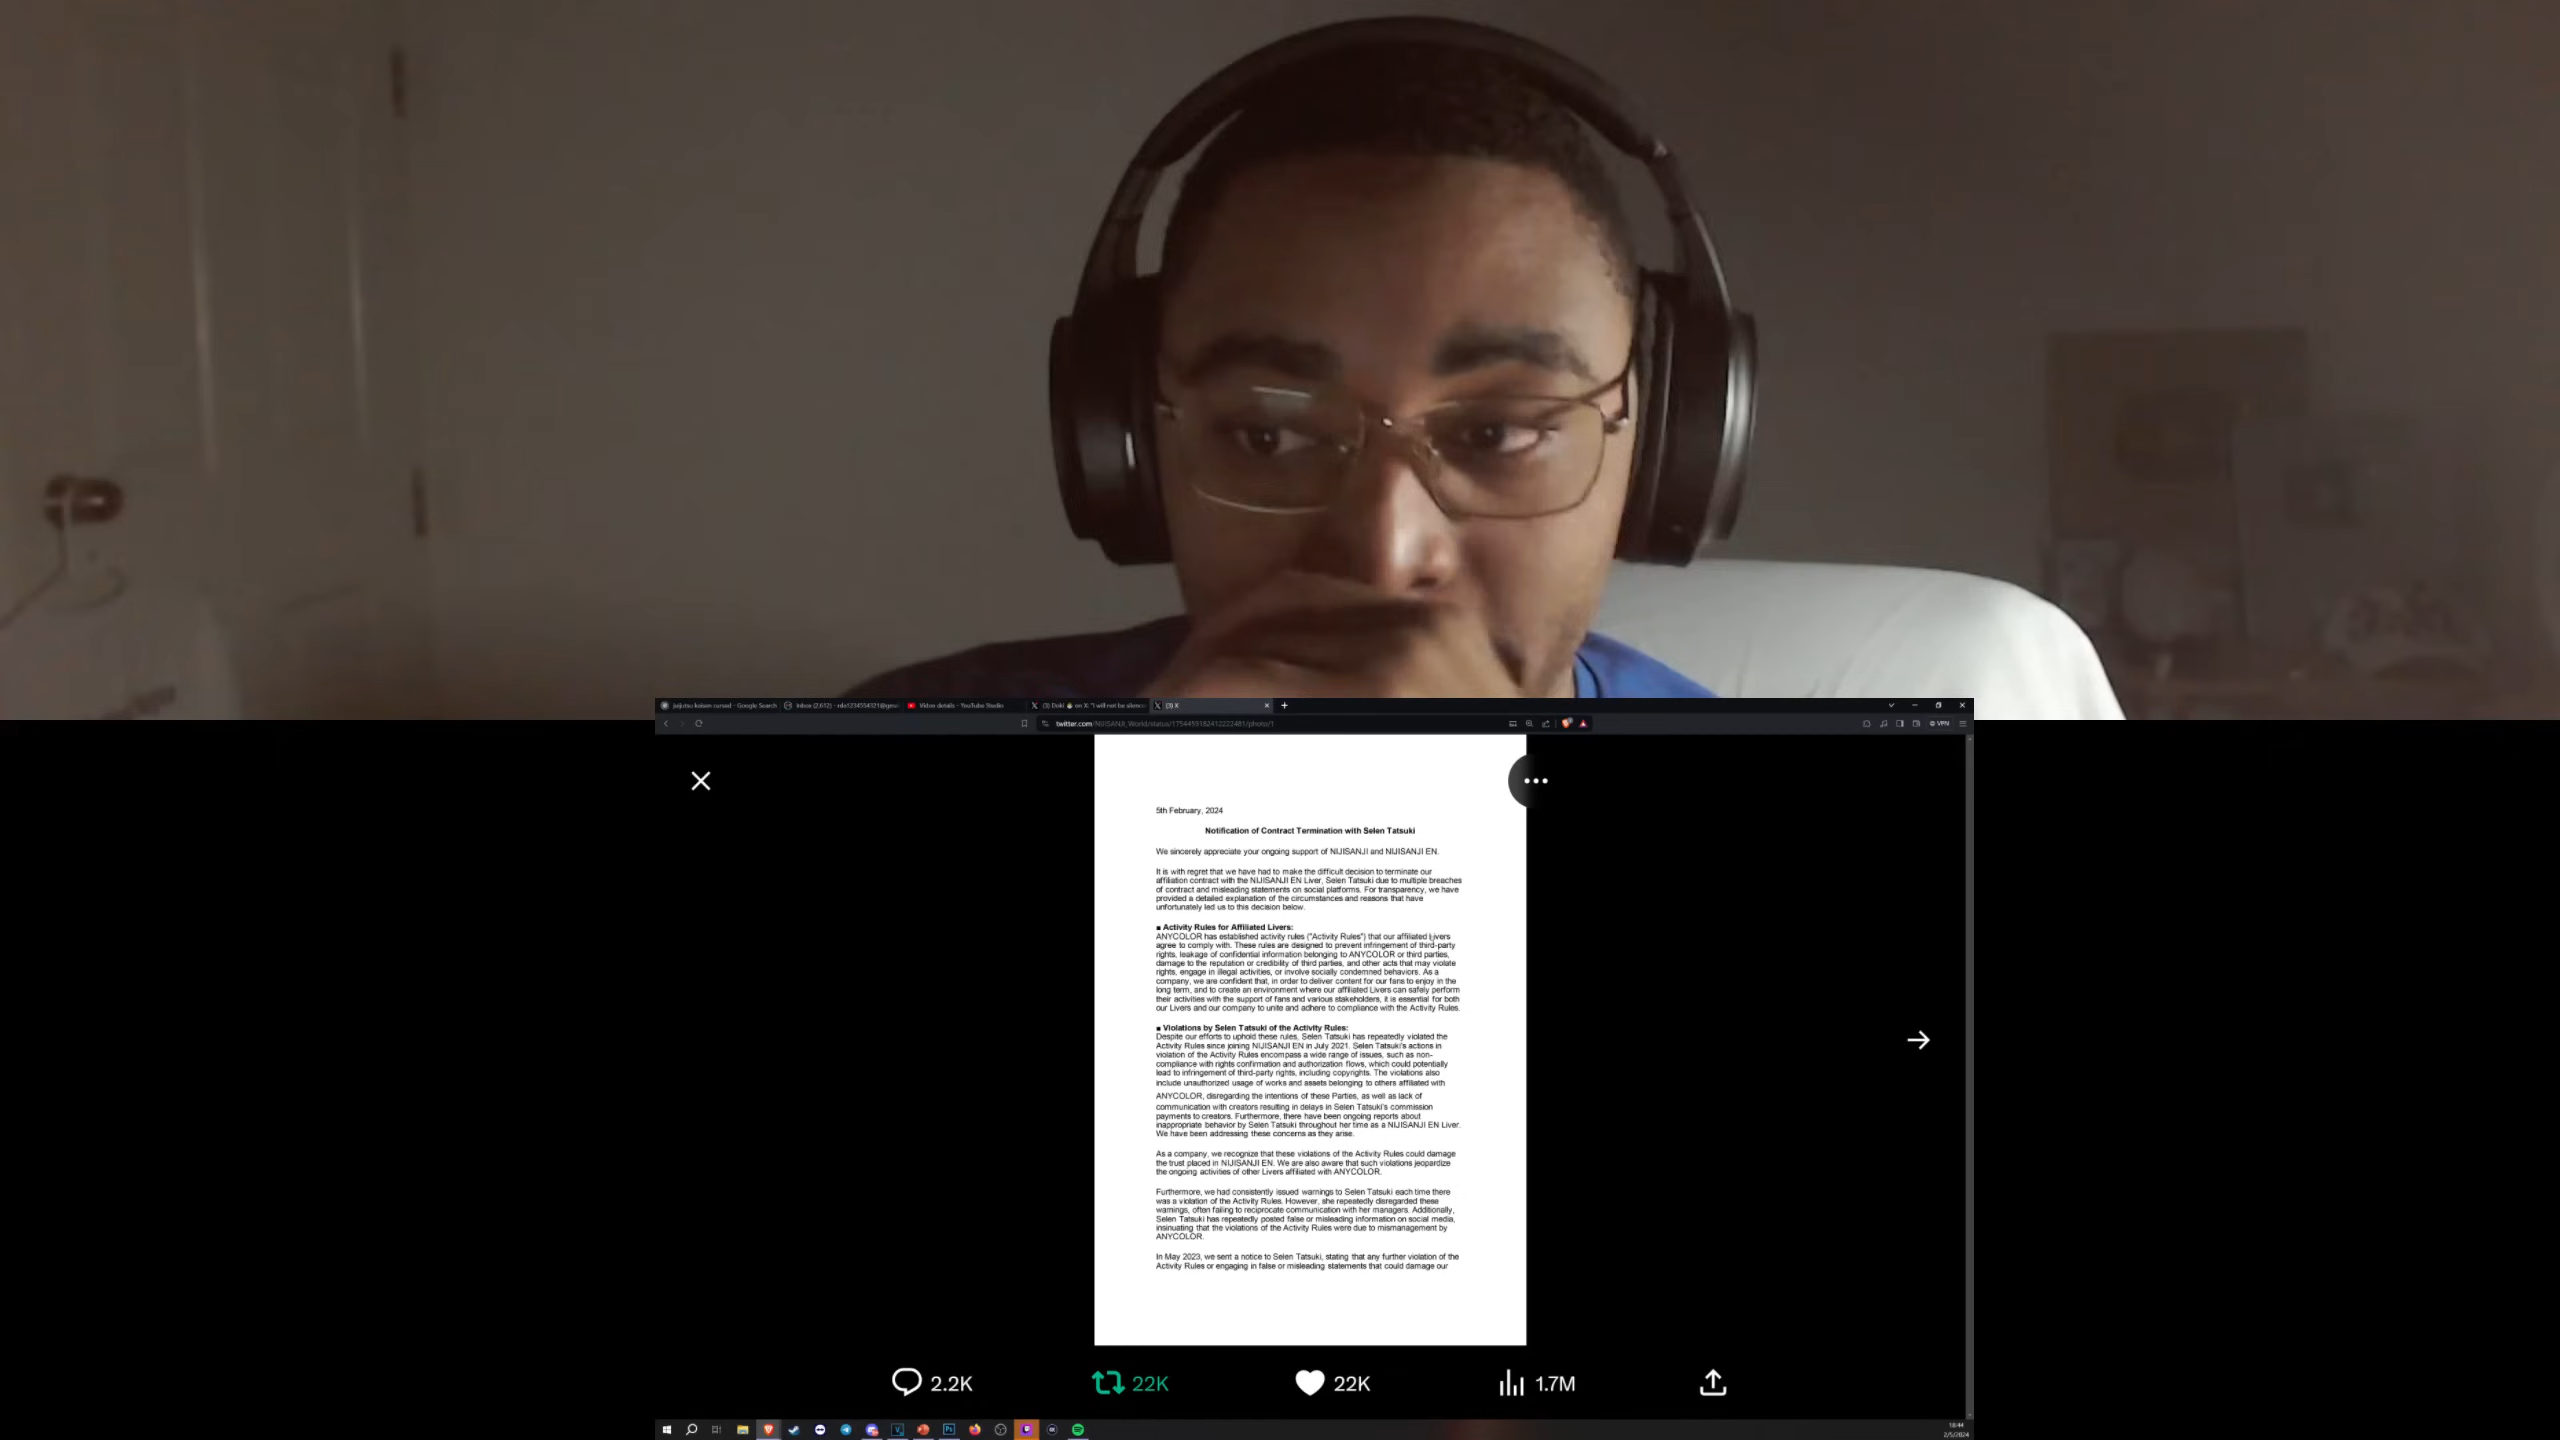 jujutsu kaisen cursed - Google Search
Video details - YouTube Studio
(3) X
twitter.com/NIJISANJI_World/status/1754455182412222481/photo/1
VPN
5th February, 2024
Notification of Contract Termination with Selen Tatsuki
We sincerely appreciate your ongoing support of NIJISANJI and NIJISANJI EN.
It is with regret that we have had to make the difficult decision to terminate our
affiliation contract with the NIJISANJI EN Liver, Selen Tatsuki due to multiple breaches
of contract and misleading statements on social platforms. For transparency, we have
provided a detailed explanation of the circumstances and reasons that have
unfortunately led us to this decision below.
■ Activity Rules for Affiliated Livers:
ANYCOLOR has established activity rules ("Activity Rules") that our affiliated Livers
agree to comply with. These rules are designed to prevent infringement of third-party
rights, leakage of confidential information belonging to ANYCOLOR or third parties,
damage to the reputation or credibility of third parties, and other acts that may violate
rights, engage in illegal activities, or involve socially condemned behaviors. As a
company, we are confident that, in order to deliver content for our fans to enjoy in the
long term, and to create an environment where our affiliated Livers can safely perform
their activities with the support of fans and various stakeholders, it is essential for both
our Livers and our company to unite and adhere to compliance with the Activity Rules.
■ Violations by Selen Tatsuki of the Activity Rules:
Despite our efforts to uphold these rules, Selen Tatsuki has repeatedly violated the
Activity Rules since joining NIJISANJI EN in July 2021. Selen Tatsuki's actions in
violation of the Activity Rules encompass a wide range of issues, such as non-
compliance with rights confirmation and authorization flows, which could potentially
lead to infringement of third-party rights, including copyrights. The violations also
include unauthorized usage of works and assets belonging to others affiliated with
ANYCOLOR, disregarding the intentions of these Parties, as well as lack of
communication with creators resulting in delays in Selen Tatsuki's commission
payments to creators. Furthermore, there have been ongoing reports about
inappropriate behavior by Selen Tatsuki throughout her time as a NIJISANJI EN Liver.
We have been addressing these concerns as they arise.
As a company, we recognize that these violations of the Activity Rules could damage
the trust placed in NIJISANJI EN. We are also aware that such violations jeopardize
the ongoing activities of other Livers affiliated with ANYCOLOR.
Furthermore, we had consistently issued warnings to Selen Tatsuki each time there
was a violation of the Activity Rules. However, she repeatedly disregarded these
warnings, often failing to reciprocate communication with her managers. Additionally,
Selen Tatsuki has repeatedly posted false or misleading information on social media,
insinuating that the violations of the Activity Rules were due to mismanagement by
ANYCOLOR.
In May 2023, we sent a notice to Selen Tatsuki, stating that any further violation of the
Activity Rules or engaging in false or misleading statements that could damage our
2.2K
22K
22K
1.7M
18:44
2/5/2024